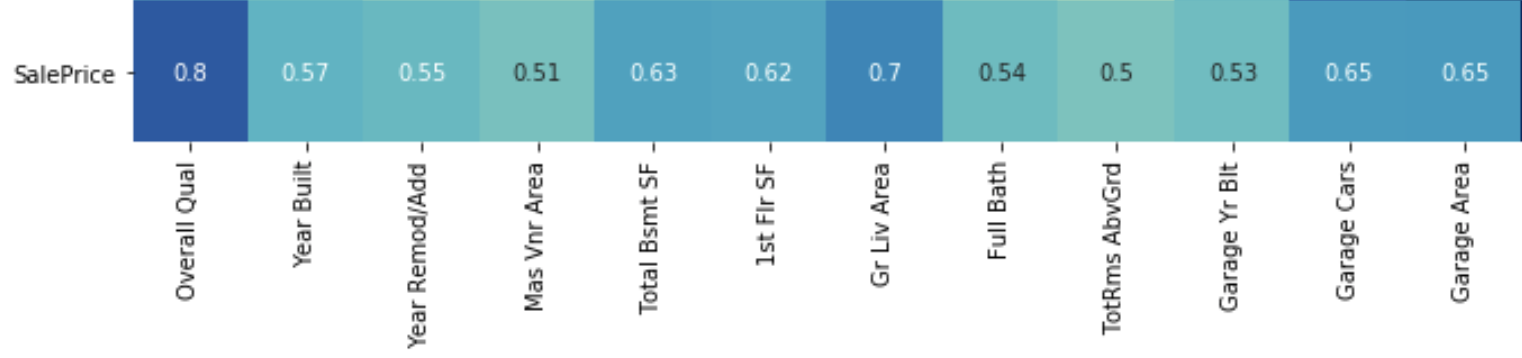 SalePrice
0.8 0.57 0.55 0.51 0.63 0.62 0.7 0.54 0.5 0.53 0.65 0.65
Overall Qual
Year Built
Year Remod/Add
Mas Vnr Area
Total Bsmt SF
1st Flr SF
Gr Liv Area
Full Bath
TotRms AbvGrd
Garage Yr Blt
Garage Cars
Garage Area